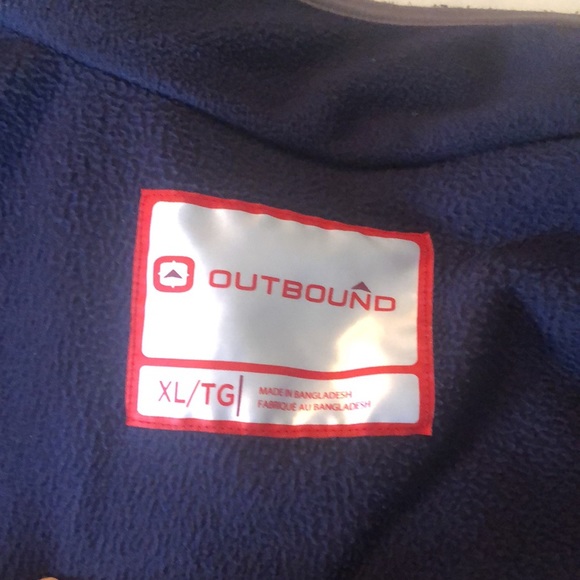 OUTBOUND
XL/TG
MADE IN BANGLADESH
FABRIQUÉ AU BANGLADESH